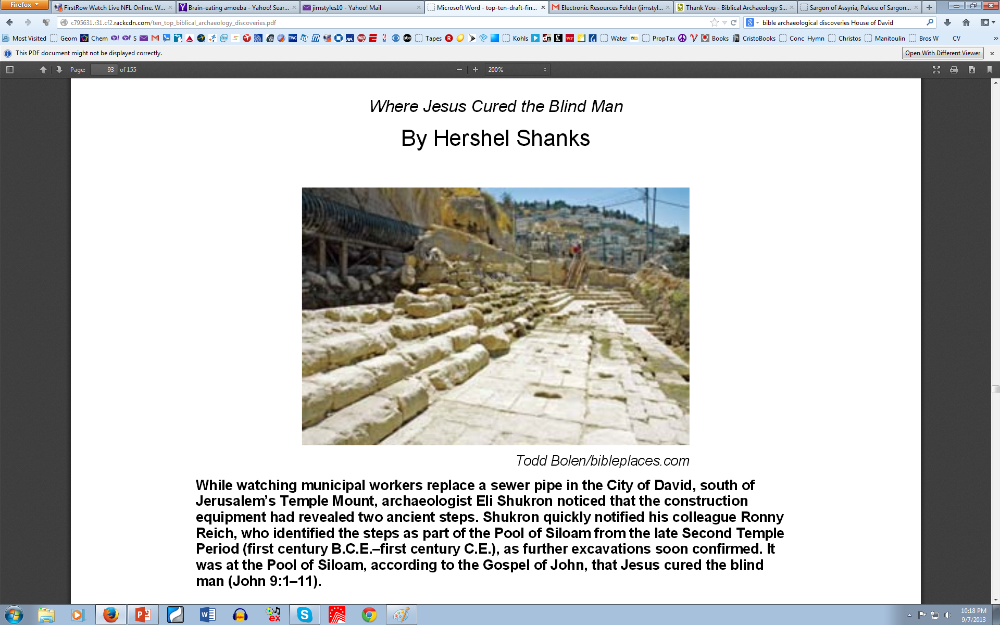 Firefox
FirstRow Watch Live NFL Online. W...
Brain-eating amoeba - Yahoo! Sear...
jimstyles10 - Yahoo! Mail
Microsoft Word - top-ten-draft-fin...
Electronic Resources Folder (jimstyl...
Thank You - Biblical Archaeology S...
Sargon of Assyria, Palace of Sargon...
c795631.r31.cf2.rackcdn.com/ten_top_biblical_archaeology_discoveries.pdf
bible archaeological discoveries House of David
Most Visited Geom Chem S Tapes Kohls Water PropTax Books CristoBooks Conc Hymn Christos Manitoulin Bros W CV
This PDF document might not be displayed correctly.
Open With Different Viewer
Page: 93 of 155
200%
Where Jesus Cured the Blind Man
By Hershel Shanks
Todd Bolen/bibleplaces.com
While watching municipal workers replace a sewer pipe in the City of David, south of
Jerusalem’s Temple Mount, archaeologist Eli Shukron noticed that the construction
equipment had revealed two ancient steps. Shukron quickly notified his colleague Ronny
Reich, who identified the steps as part of the Pool of Siloam from the late Second Temple
Period (first century B.C.E.–first century C.E.), as further excavations soon confirmed. It
was at the Pool of Siloam, according to the Gospel of John, that Jesus cured the blind
man (John 9:1–11).
10:18 PM
9/7/2013